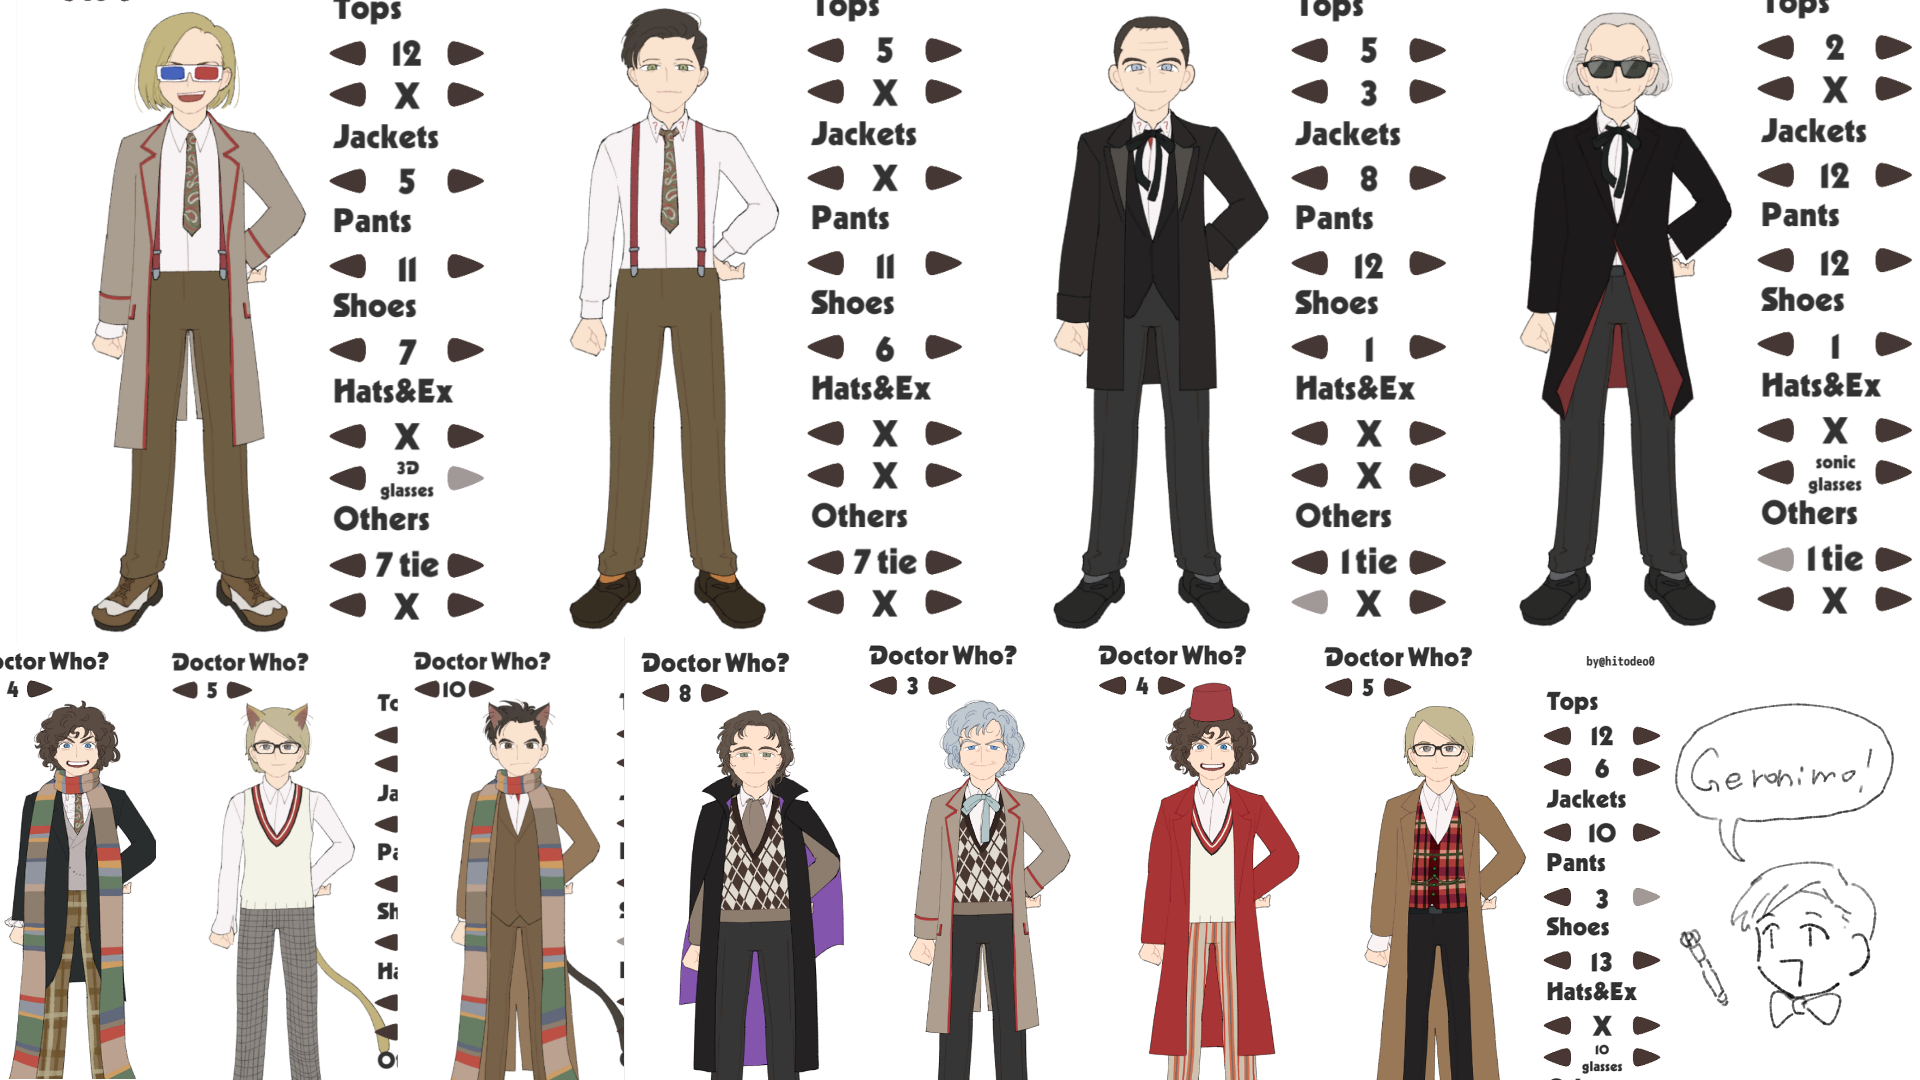 Tops
12
X
Jackets
5
Pants
11
Shoes
7
Hats&Ex
X
3D
glasses
Others
7 tie
X
Tops
5
X
Jackets
X
Pants
11
Shoes
6
Hats&Ex
X
X
Others
7 tie
X
Tops
5
3
Jackets
8
Pants
12
Shoes
1
Hats&Ex
X
X
Others
1 tie
X
Tops
2
X
Jackets
12
Pants
12
Shoes
1
Hats&Ex
X
sonic
glasses
Others
1 tie
X
octor Who?
4
Doctor Who?
5
To
Ja
Pa
Sh
Ha
Ot
Doctor Who?
10
Doctor Who?
8
Doctor Who?
3
Doctor Who?
4
Doctor Who?
5
by@hitodeo0
Tops
12
6
Jackets
10
Pants
3
Shoes
13
Hats&Ex
X
10
glasses
Geronimo!